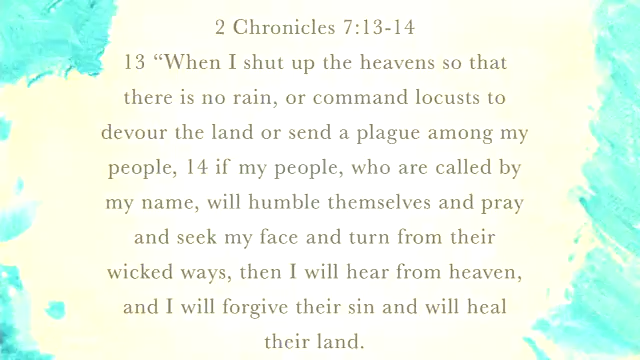 2 Chronicles 7:13-14
13 “When I shut up the heavens so that
there is no rain, or command locusts to
devour the land or send a plague among my
people, 14 if my people, who are called by
my name, will humble themselves and pray
and seek my face and turn from their
wicked ways, then I will hear from heaven,
and I will forgive their sin and will heal
their land.